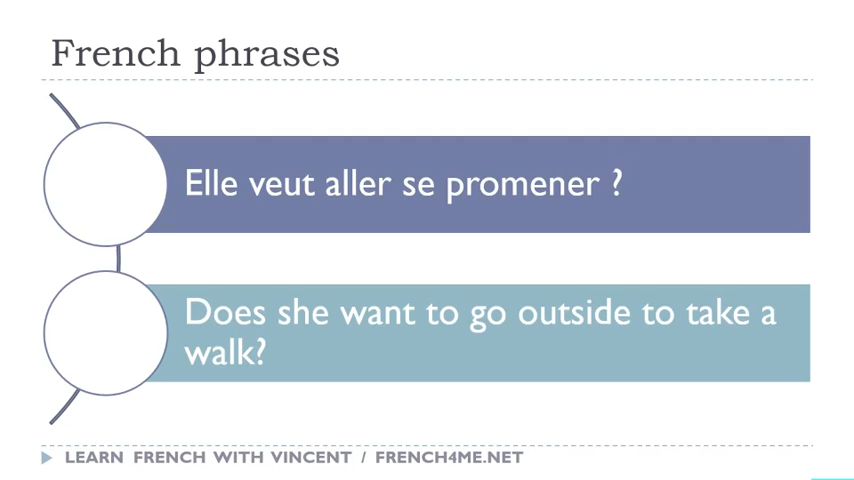 French phrases
Elle veut aller se promener ?
Does she want to go outside to take a
walk?
LEARN FRENCH WITH VINCENT / FRENCH4ME.NET